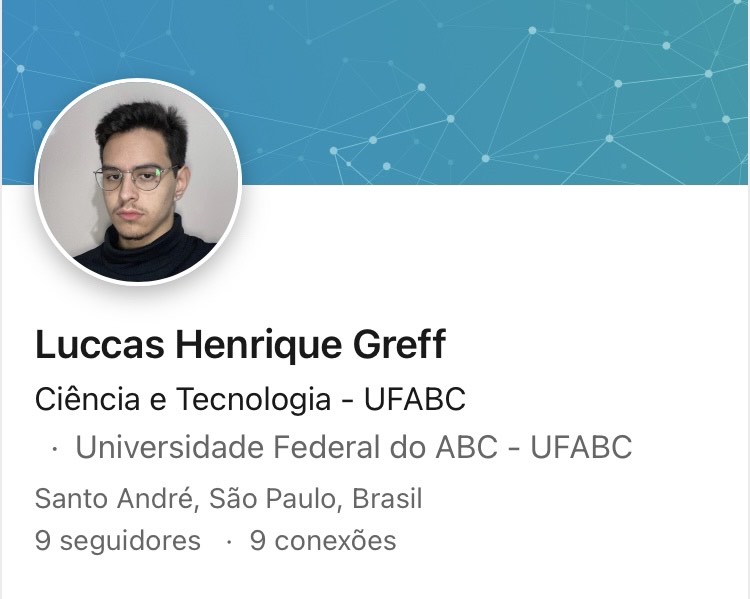 Luccas Henrique Greff
Ciência e Tecnologia - UFABC
· Universidade Federal do ABC - UFABC
Santo André, São Paulo, Brasil
9 seguidores · 9 conexões